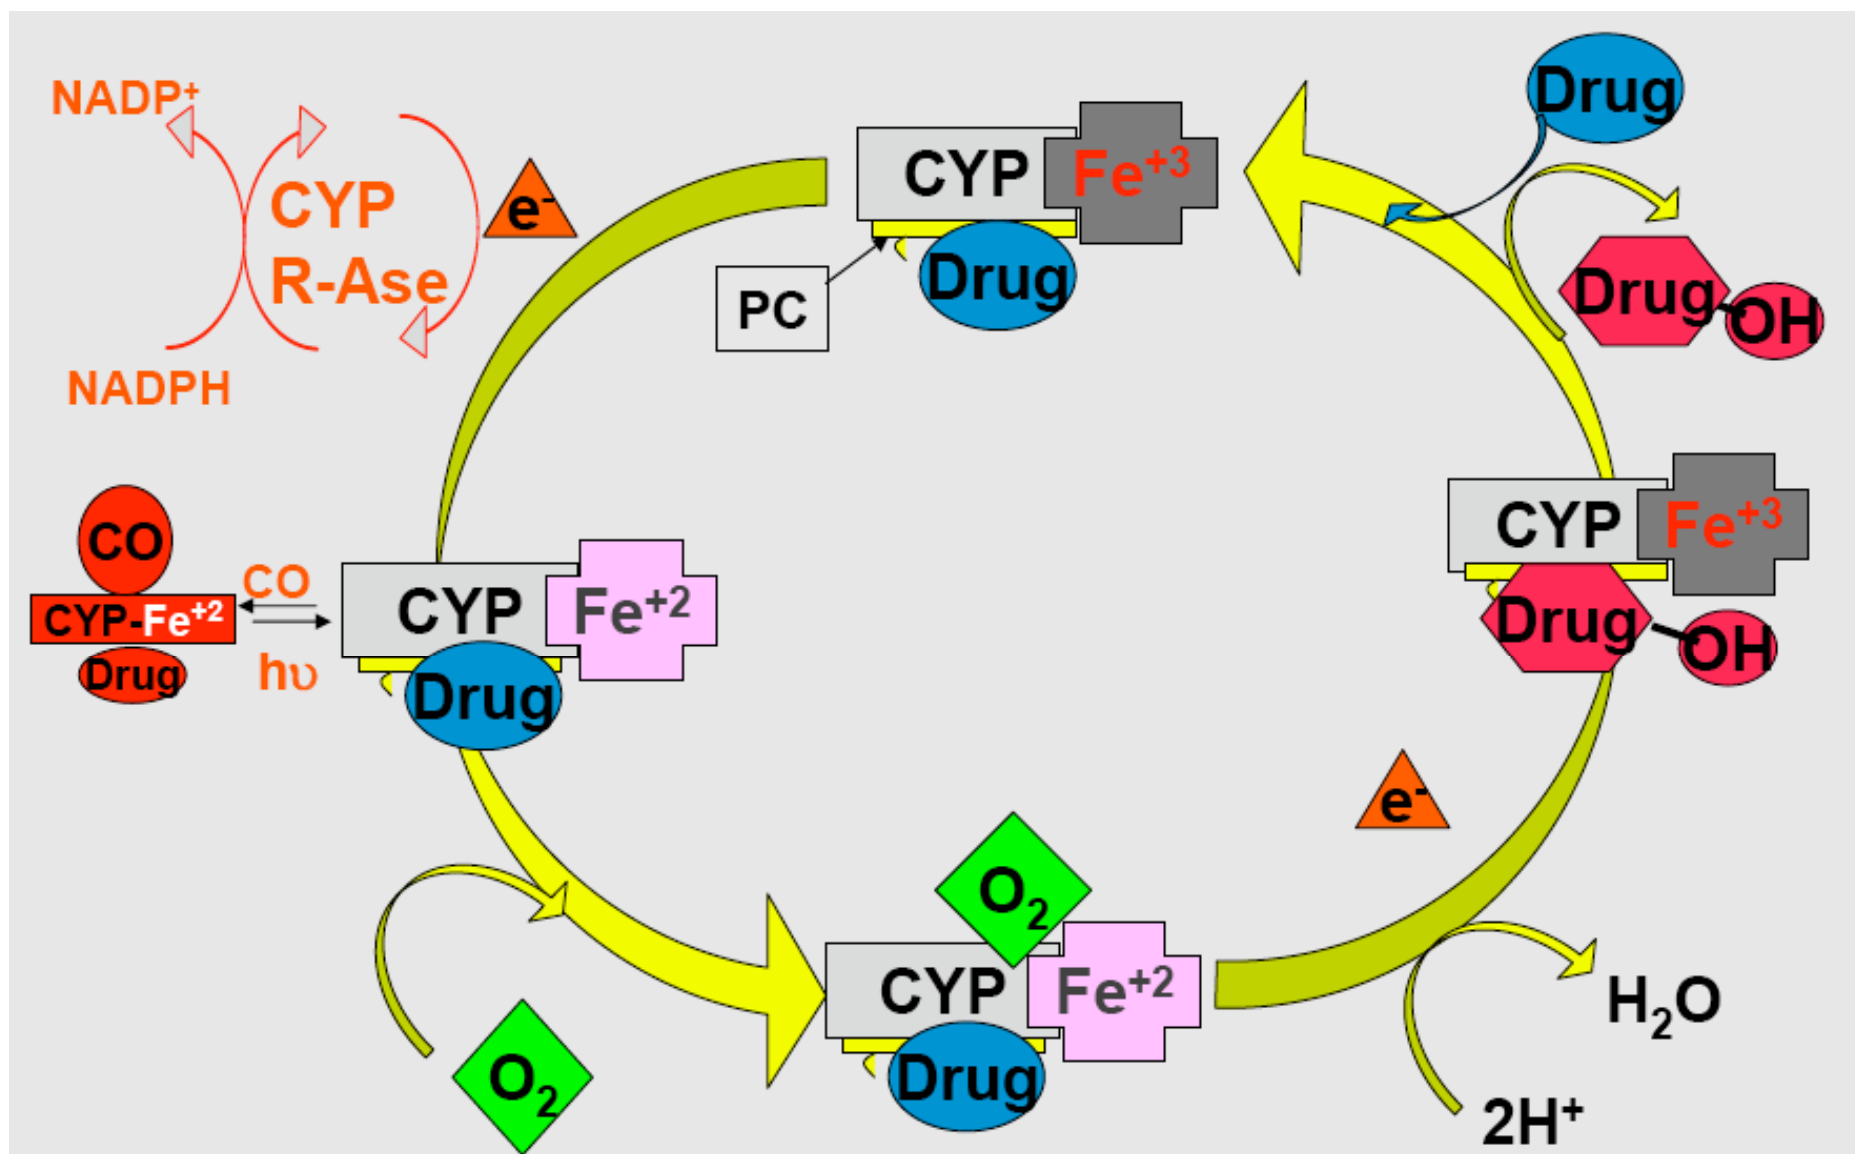 NADP⁺
CYP
R-Ase
NADPH
e⁻
CYP Fe⁺³
Drug
PC
Drug
Drug OH
CO
CYP-Fe⁺²
Drug
CO
hυ
CYP Fe⁺²
Drug
CYP Fe⁺³
Drug OH
e⁻
O₂
CYP Fe⁺²
Drug
O₂
H₂O
2H⁺